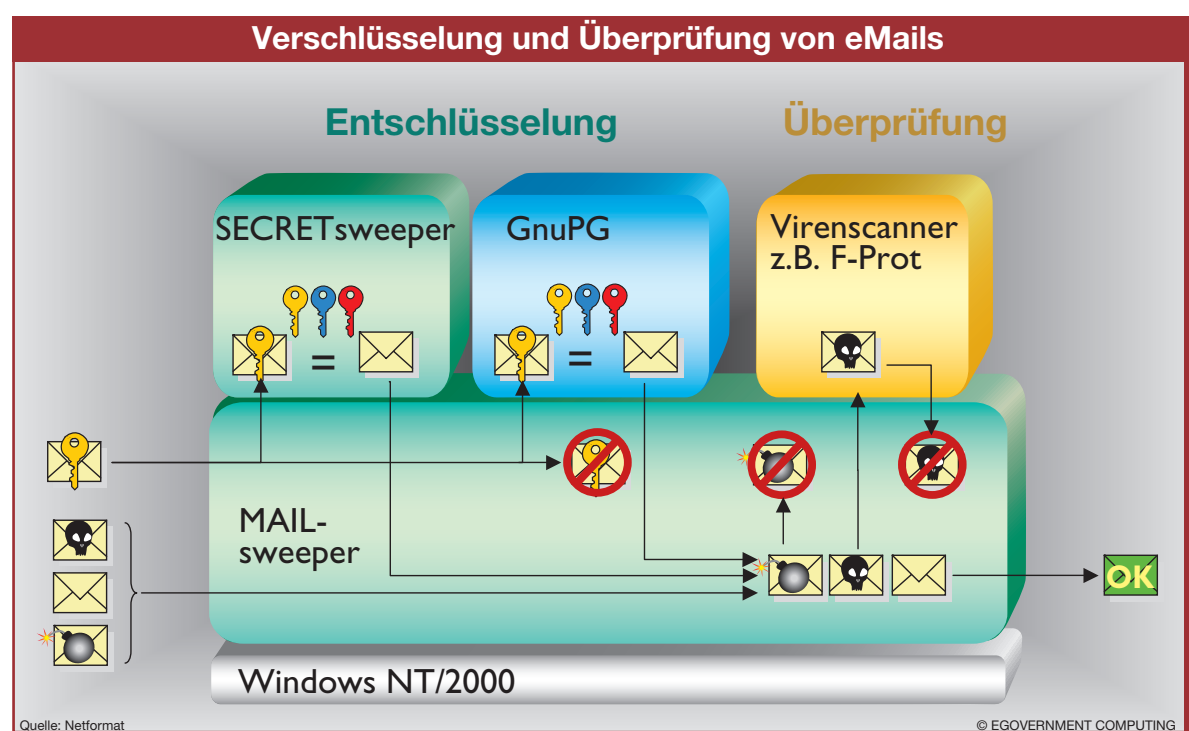 Verschlüsselung und Überprüfung von eMails
Entschlüsselung
Überprüfung
SECRETsweeper
GnuPG
Virenscanner
z.B. F-Prot
=
=
MAIL-
sweeper
OK
Windows NT/2000
Quelle: Netformat
© EGOVERNMENT COMPUTING